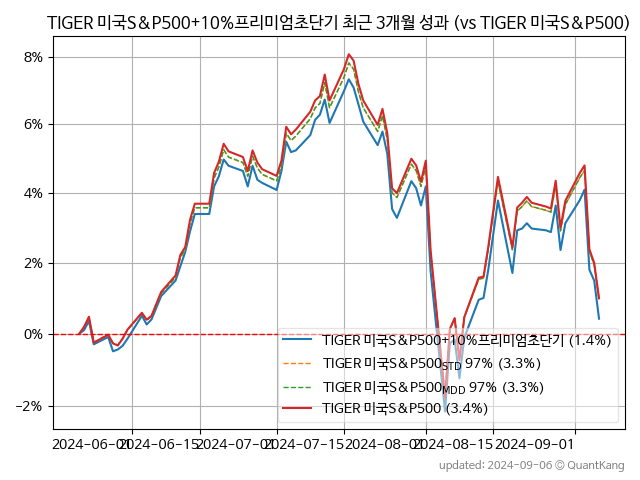 TIGER 미국S&P500+10%프리미엄초단기 최근 3개월 성과 (vs TIGER 미국S&P500)
8%
6%
4%
2%
0%
−2%
TIGER 미국S&P500+10%프리미엄초단기 (1.4%)
TIGER 미국S&P500STD 97% (3.3%)
TIGER 미국S&P500MDD 97% (3.3%)
TIGER 미국S&P500 (3.4%)
2024-06-01 2024-06-15 2024-07-01 2024-07-15 2024-08-01 2024-08-15 2024-09-01
updated: 2024-09-06 © QuantKang